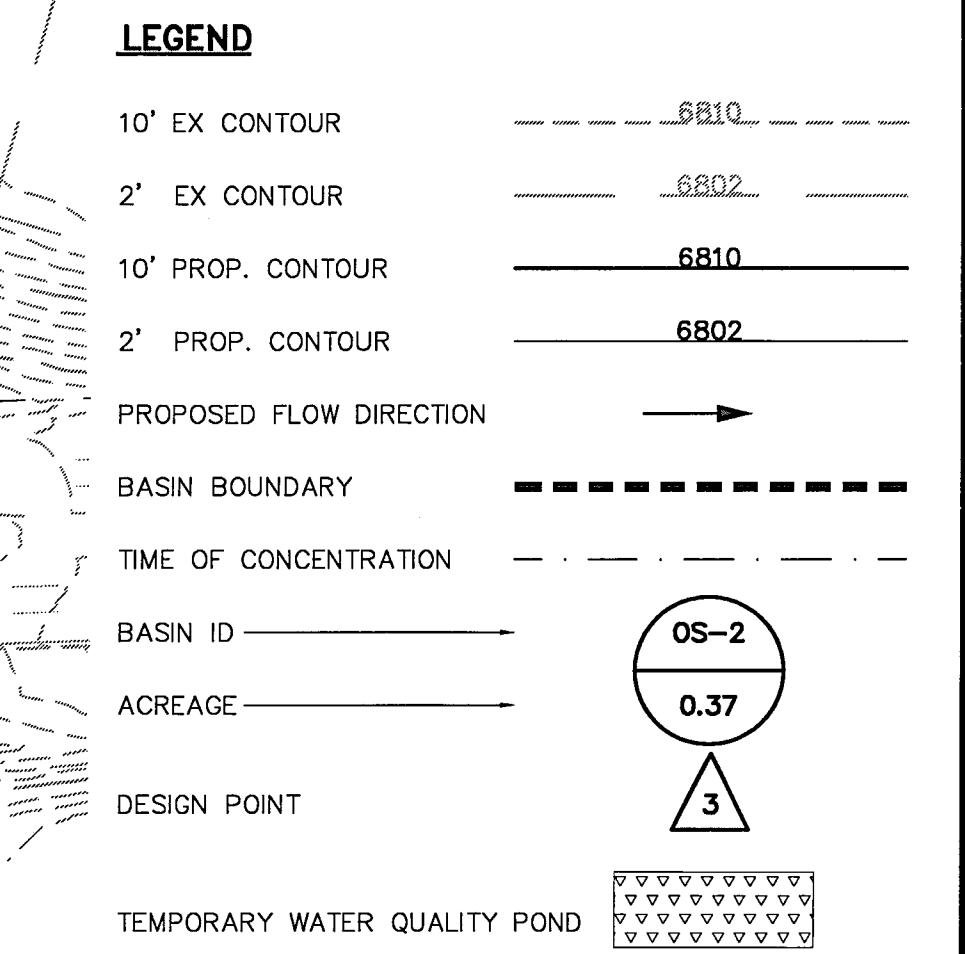 LEGEND
10' EX CONTOUR 6810
2' EX CONTOUR 6802
10' PROP. CONTOUR 6810
2' PROP. CONTOUR 6802
PROPOSED FLOW DIRECTION
BASIN BOUNDARY
TIME OF CONCENTRATION
BASIN ID OS-2
ACREAGE 0.37
DESIGN POINT 3
TEMPORARY WATER QUALITY POND